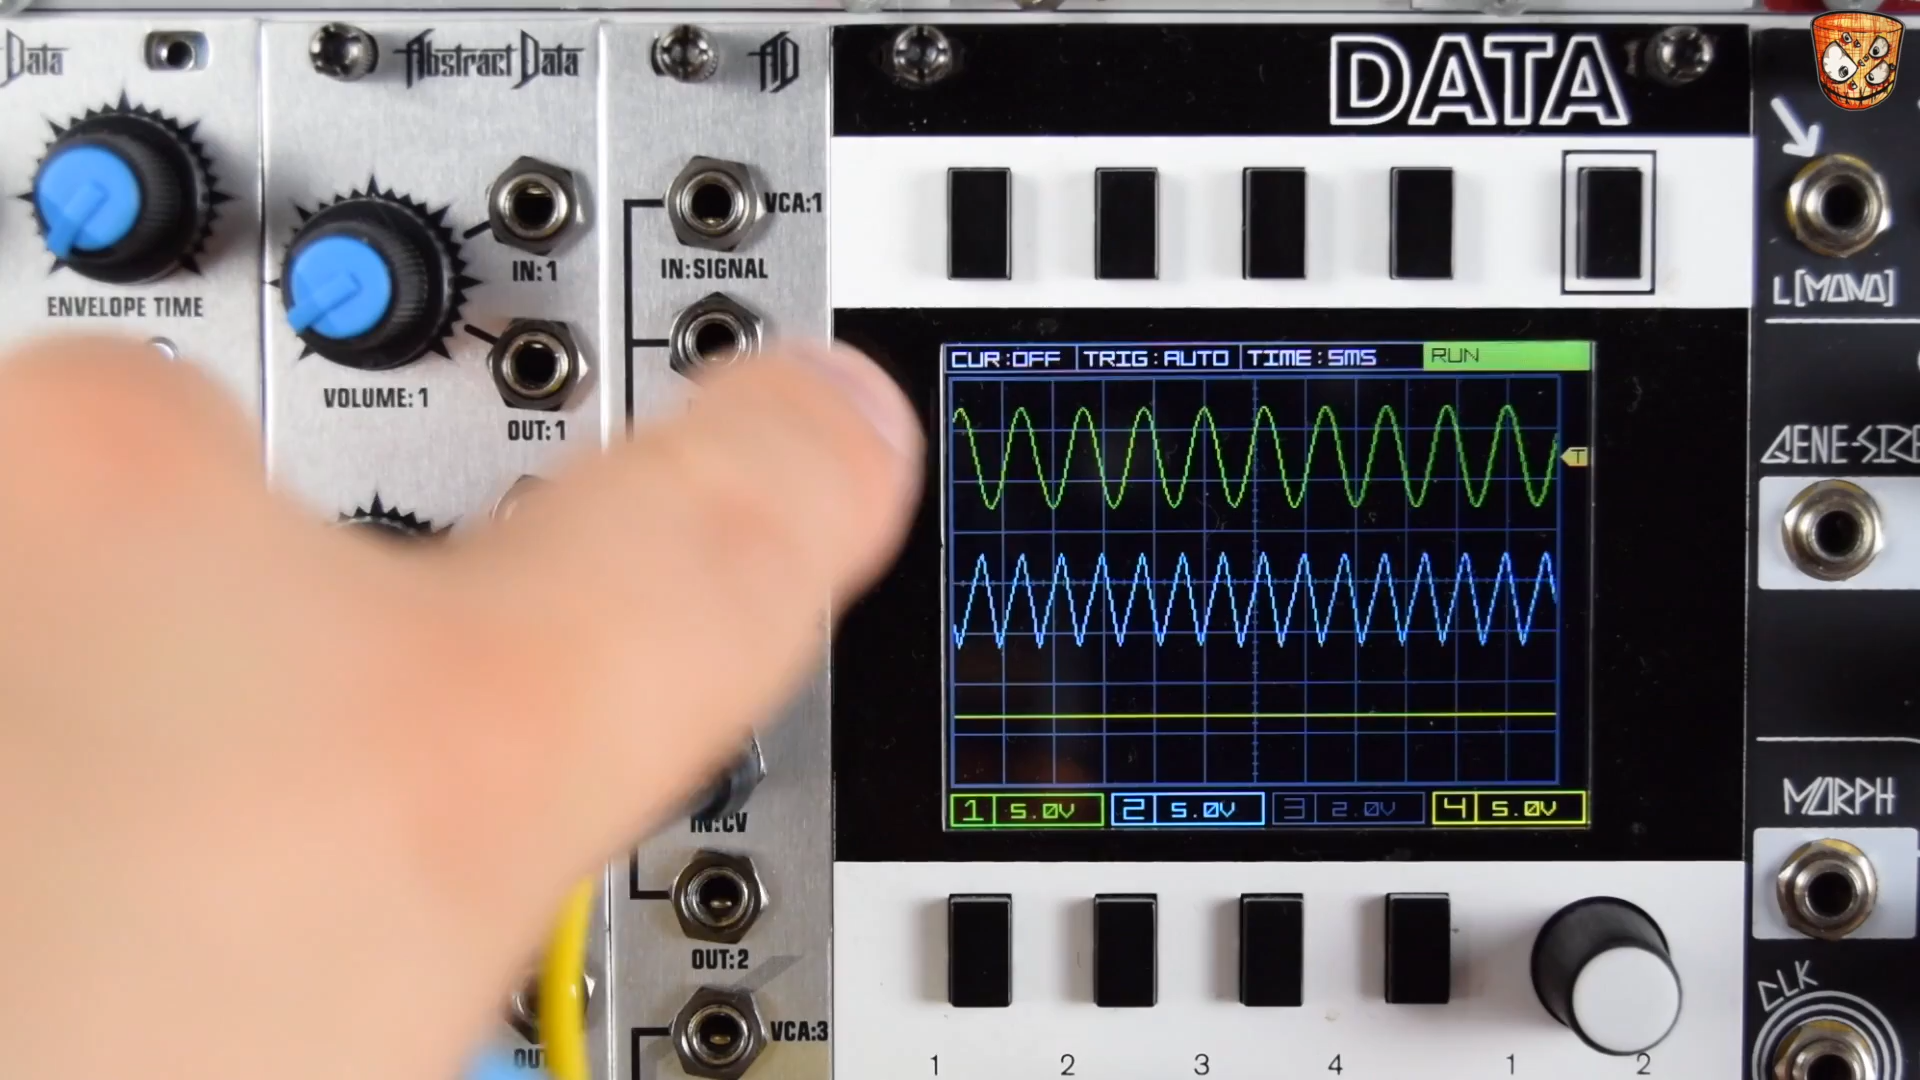 Data
Abstract Data
AD
DATA
ENVELOPE TIME
VOLUME: 1
IN: 1
OUT: 1
VCA:1
IN:SIGNAL
IN:CV
OUT:2
VCA:3
CUR:OFF TRIG:AUTO TIME:5MS RUN
T
1 5.0V 2 5.0V 3 2.0V 4 5.0V
1 2 3 4 1 2
L[MONO]
GENE-SIZE
MORPH
CLK